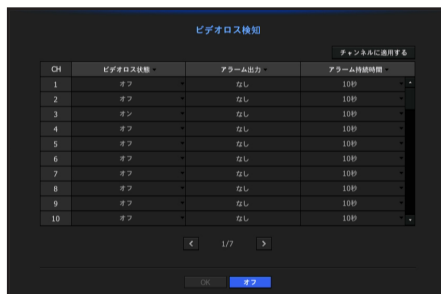 ビデオロス検知
チャンネルに適用する
CH ビデオロス状態 アラーム出力 アラーム持続時間
1 オフ なし 10秒
2 オフ なし 10秒
3 オン なし 10秒
4 オフ なし 10秒
5 オフ なし 10秒
6 オフ なし 10秒
7 オフ なし 10秒
8 オフ なし 10秒
9 オフ なし 10秒
10 オフ なし 10秒
< 1/7 >
OK オフ